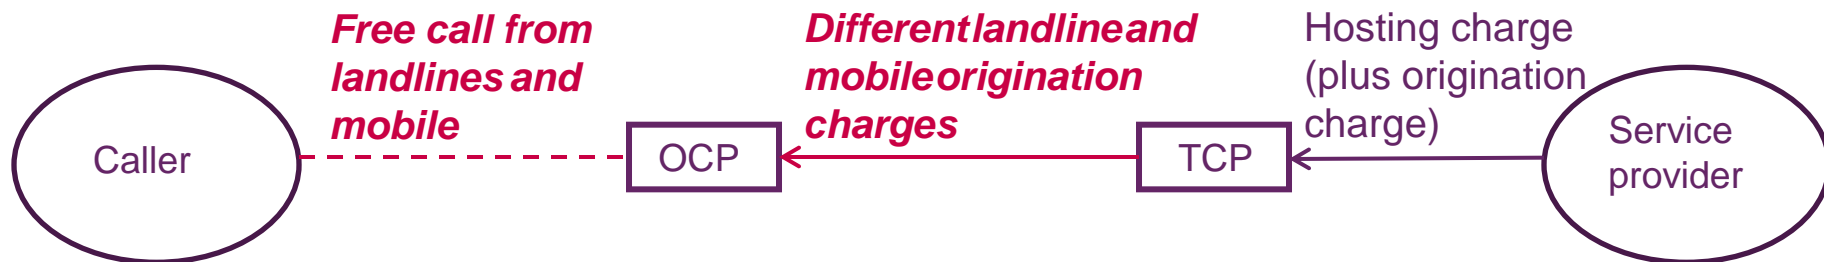 Caller
Free call from
landlines and
mobile
OCP
Different landline and
mobile origination
charges
TCP
Hosting charge
(plus origination
charge)
Service
provider